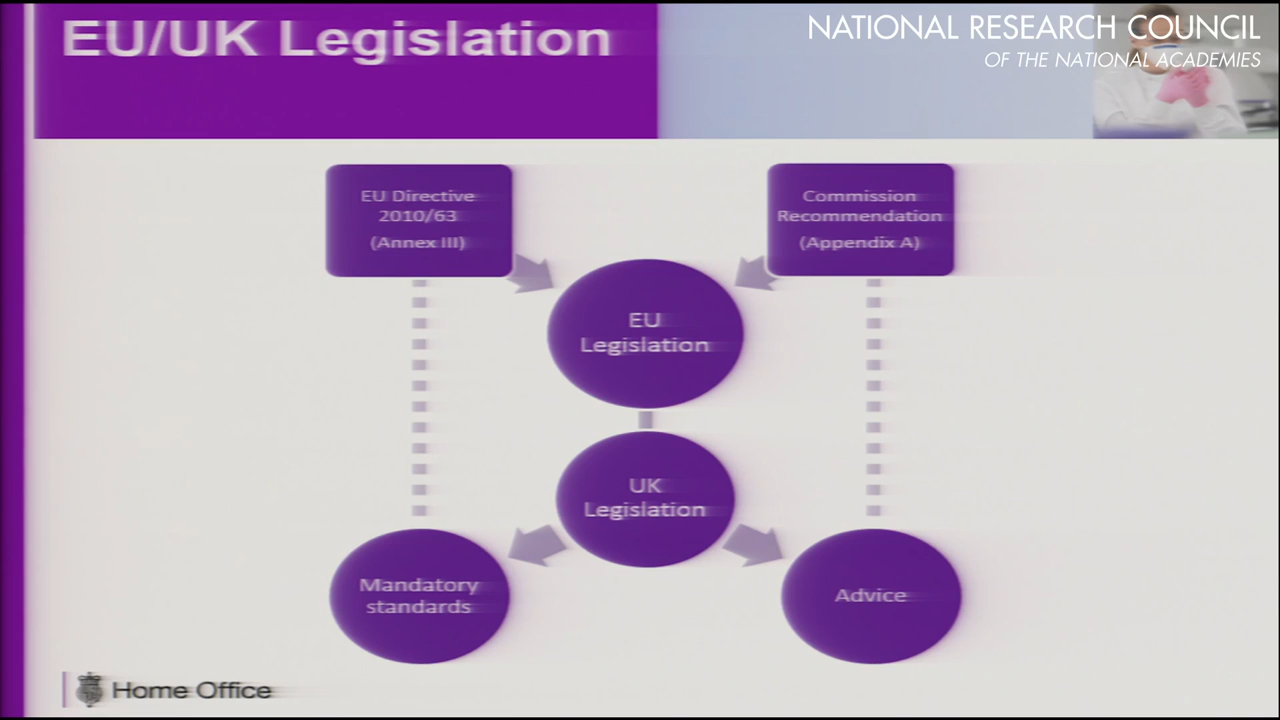 EU/UK Legislation
NATIONAL RESEARCH COUNCIL
OF THE NATIONAL ACADEMIES
EU Directive
2010/63
(Annex III)
Commission
Recommendation
(Appendix A)
EU
Legislation
UK
Legislation
Mandatory
standards
Advice
Home Office